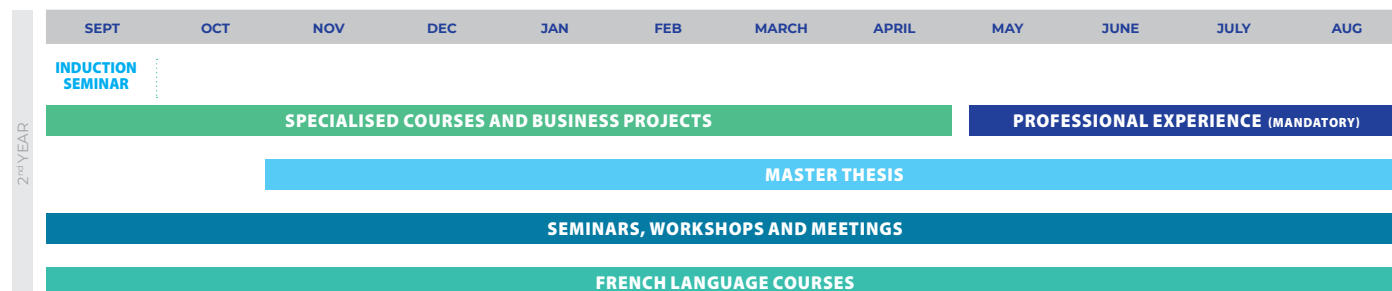 SEPT OCT NOV DEC JAN FEB MARCH APRIL MAY JUNE JULY AUG
INDUCTION
SEMINAR
SPECIALISED COURSES AND BUSINESS PROJECTS PROFESSIONAL EXPERIENCE (MANDATORY)
2nd YEAR
MASTER THESIS
SEMINARS, WORKSHOPS AND MEETINGS
FRENCH LANGUAGE COURSES